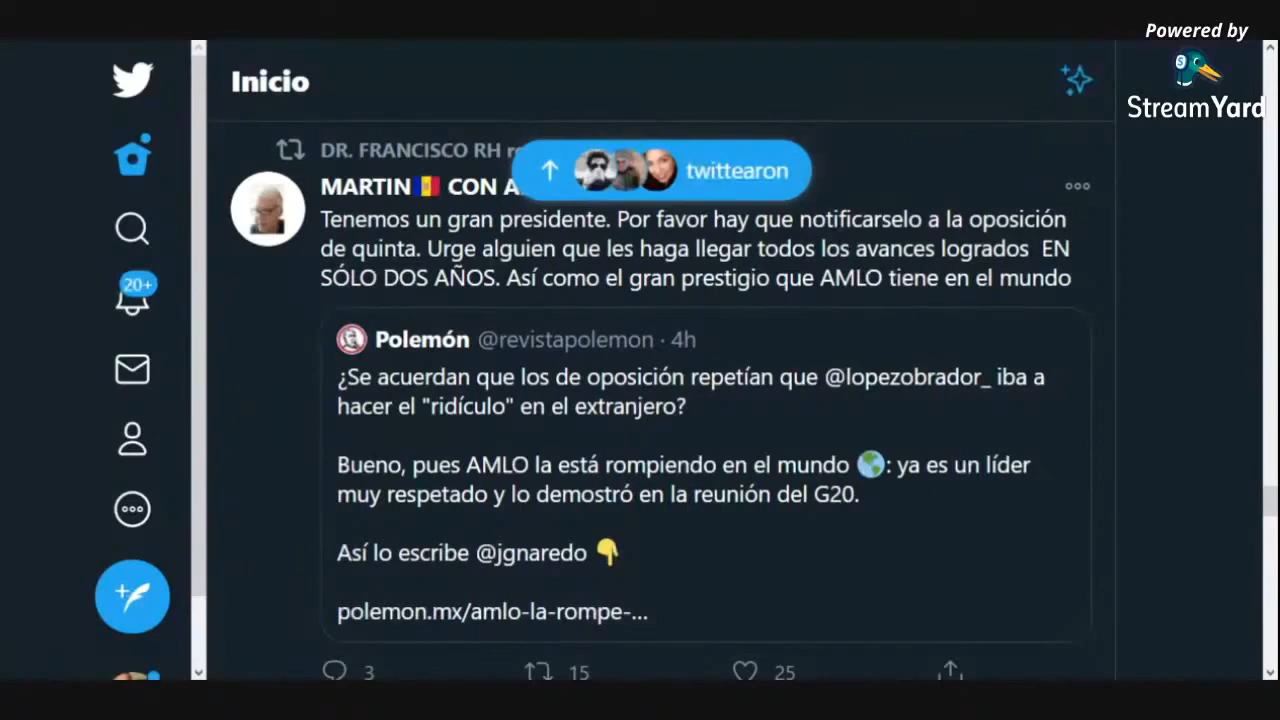 Powered by
StreamYard
Inicio
DR. FRANCISCO RH
twittearon
MARTIN🇦🇩 CON A
Tenemos un gran presidente. Por favor hay que notificarselo a la oposición
de quinta. Urge alguien que les haga llegar todos los avances logrados EN
SÓLO DOS AÑOS. Así como el gran prestigio que AMLO tiene en el mundo
20+
Polemón @revistapolemon · 4h
¿Se acuerdan que los de oposición repetían que @lopezobrador_ iba a
hacer el "ridículo" en el extranjero?
Bueno, pues AMLO la está rompiendo en el mundo 🌎: ya es un líder
muy respetado y lo demostró en la reunión del G20.
Así lo escribe @jgnaredo 👇
polemon.mx/amlo-la-rompe-...
3 15 25